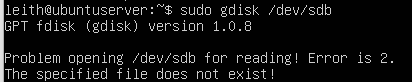 leith@ubuntuserver:~$ sudo gdisk /dev/sdb
GPT fdisk (gdisk) version 1.0.8
Problem opening /dev/sdb for reading! Error is 2.
The specified file does not exist!